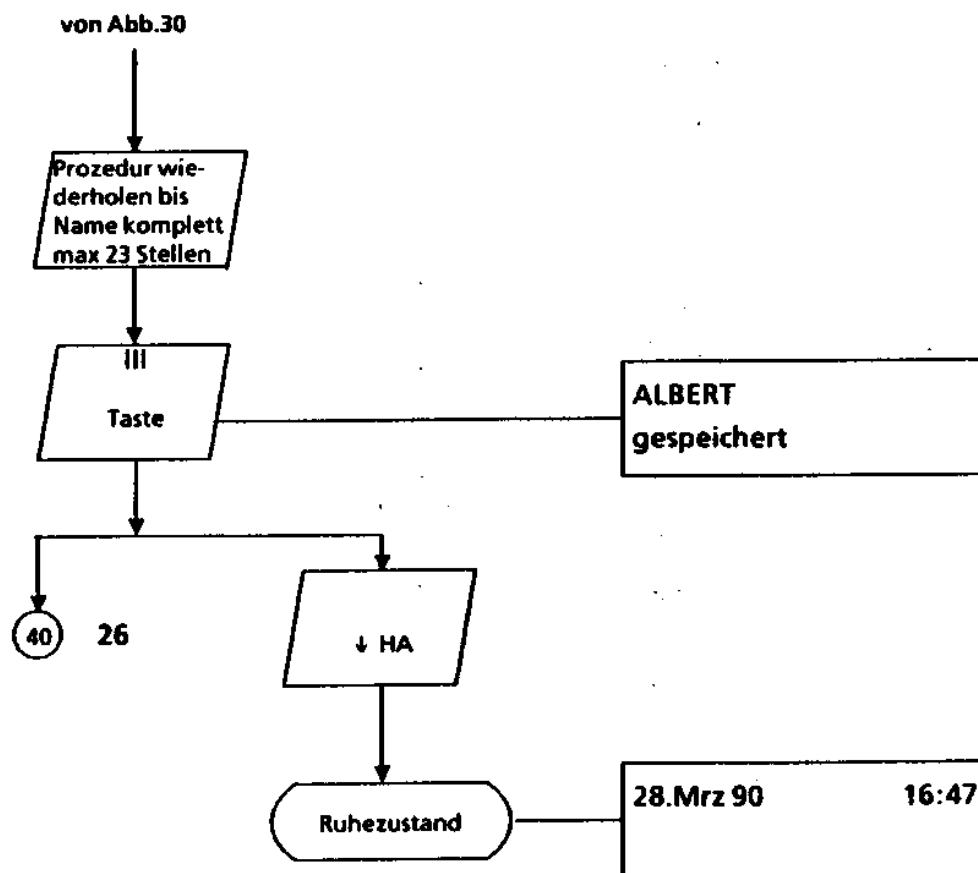 von Abb.30
Prozedur wie-
derholen bis
Name komplett
max 23 Stellen
III
Taste
ALBERT
gespeichert
40
26
↓ HA
Ruhezustand
28.Mrz 90 16:47